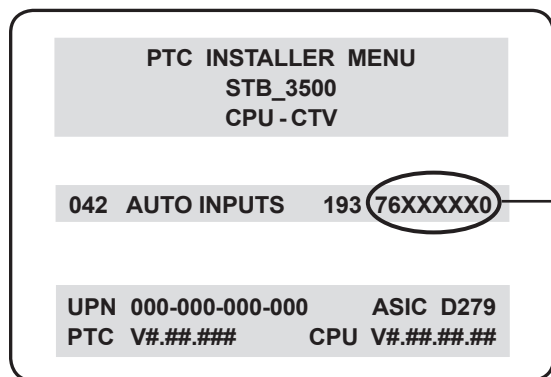 PTC INSTALLER MENU
STB_3500
CPU - CTV
042 AUTO INPUTS 193 76XXXXX0
UPN 000-000-000-000 ASIC D279
PTC V#.##.### CPU V#.##.##.##